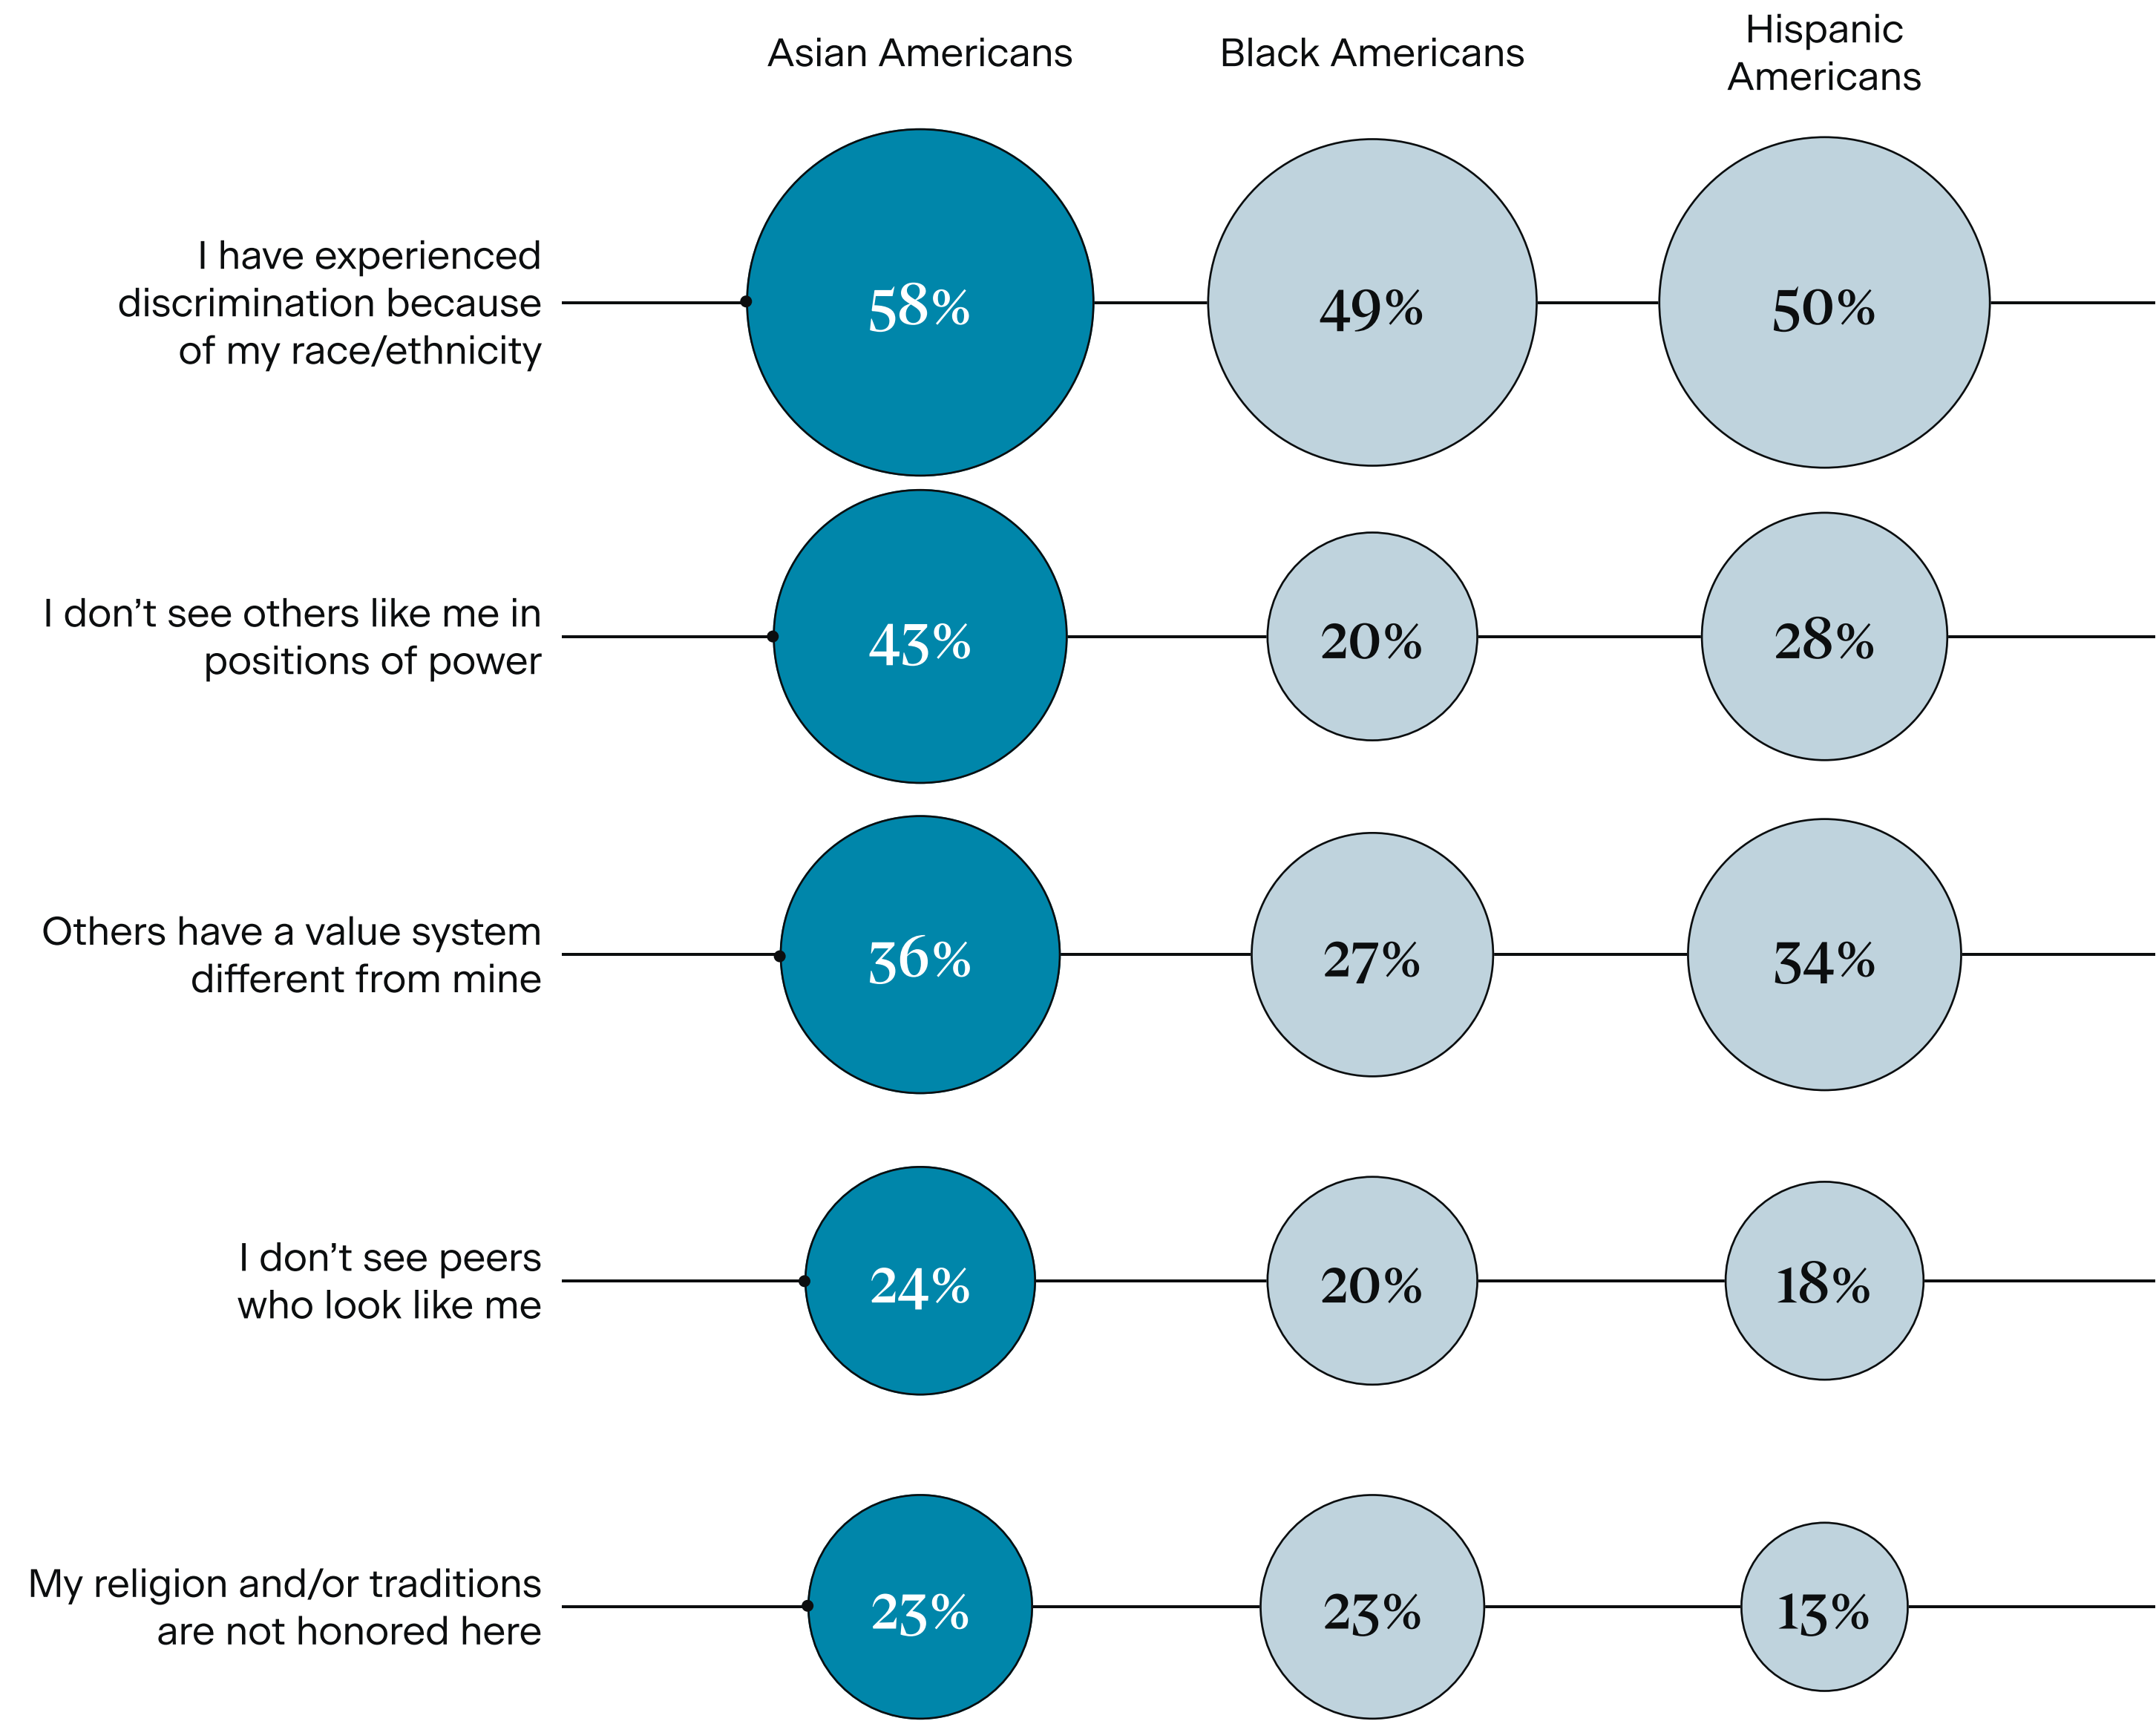 Asian Americans
Black Americans
Hispanic
Americans
I have experienced
discrimination because
of my race/ethnicity
58%
49%
50%
I don’t see others like me in
positions of power
43%
20%
28%
Others have a value system
different from mine
36%
27%
34%
I don’t see peers
who look like me
24%
20%
18%
My religion and/or traditions
are not honored here
23%
23%
13%